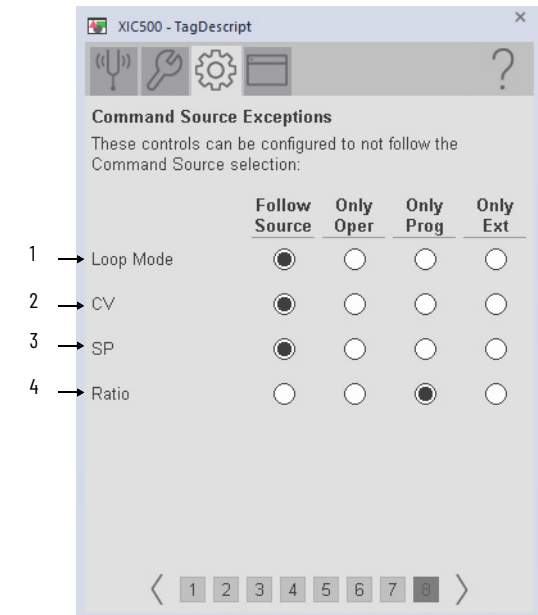 XIC500 - TagDescript
×
?
Command Source Exceptions
These controls can be configured to not follow the
Command Source selection:
Follow Source Only Oper Only Prog Only Ext
1 Loop Mode
2 CV
3 SP
4 Ratio
1 2 3 4 5 6 7 8